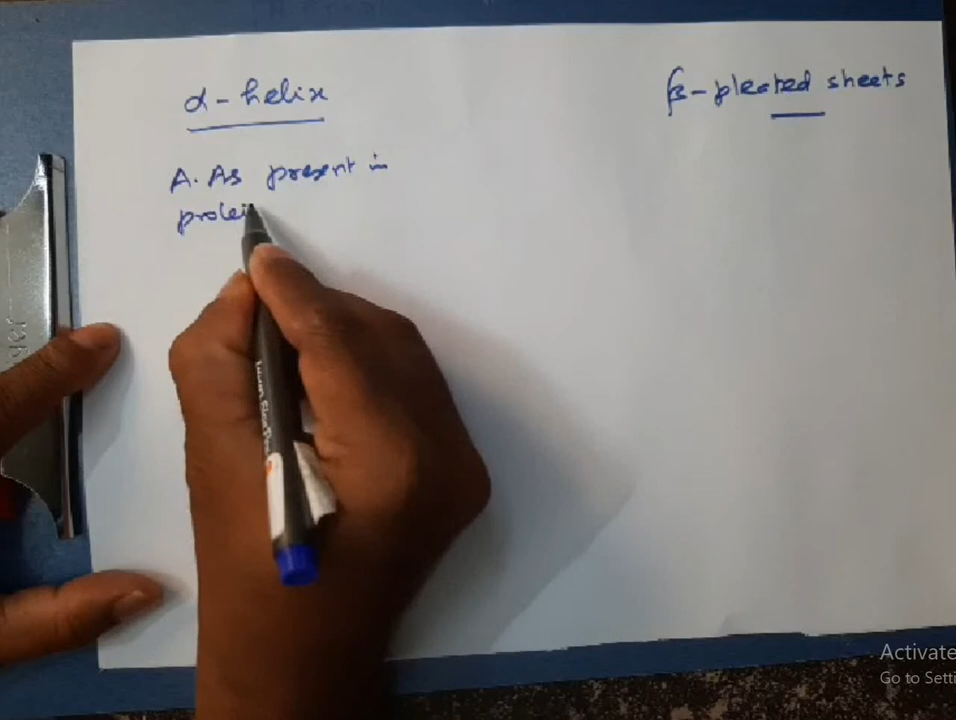 α - helix
β - pleated sheets
A. As present in
protei
Activate
Go to Setti